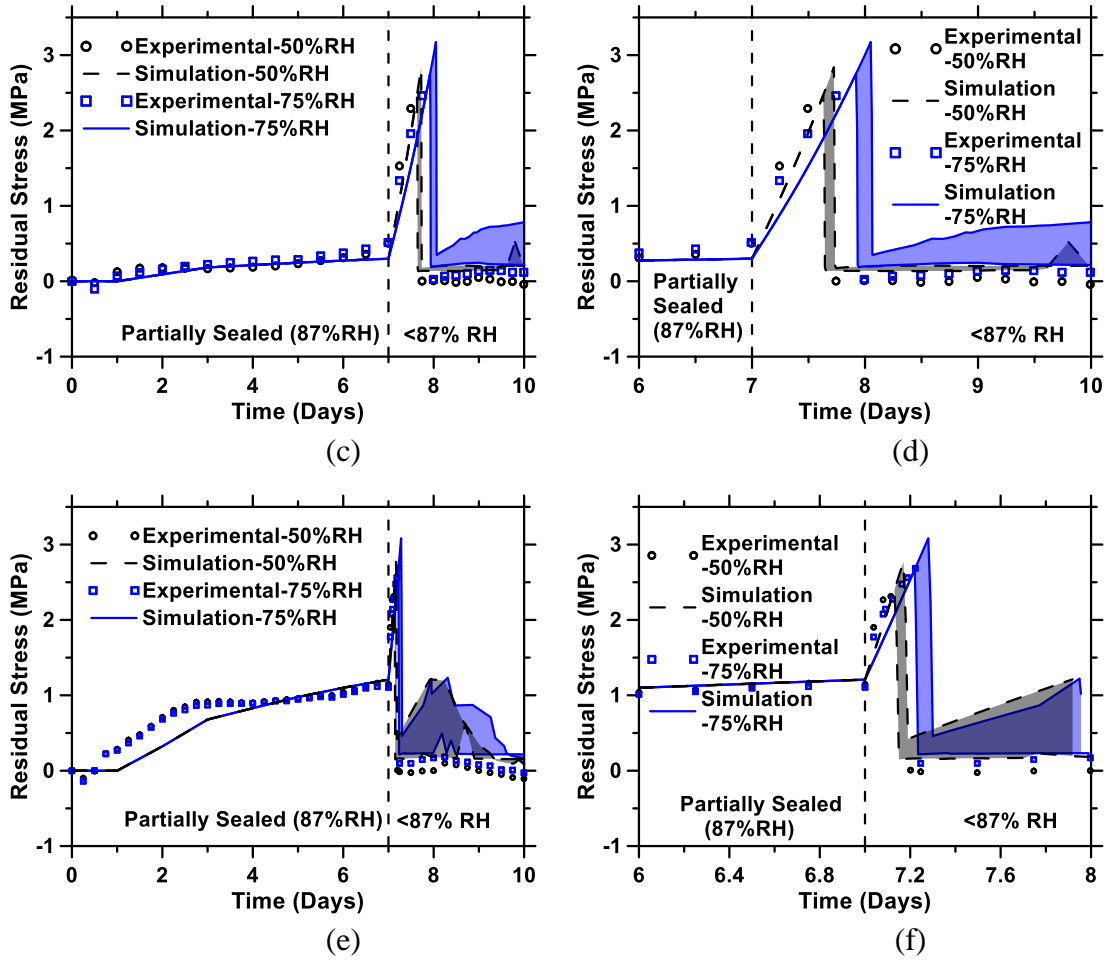 Residual Stress (MPa)
3
2
1
0
-1
Experimental-50%RH
Simulation-50%RH
Experimental-75%RH
Simulation-75%RH
Partially Sealed (87%RH)
<87% RH
0
2
4
6
8
10
Time (Days)
(c)
Residual Stress (MPa)
3
2
1
0
-1
Experimental
-50%RH
Simulation
-50%RH
Experimental
-75%RH
Simulation
-75%RH
Partially
Sealed
(87%RH)
<87% RH
6
7
8
9
10
Time (Days)
(d)
Residual Stress (MPa)
3
2
1
0
-1
Experimental-50%RH
Simulation-50%RH
Experimental-75%RH
Simulation-75%RH
Partially Sealed (87%RH)
<87% RH
0
2
4
6
8
10
Time (Days)
(e)
Residual Stress (MPa)
3
2
1
0
-1
Experimental
-50%RH
Simulation
-50%RH
Experimental
-75%RH
Simulation
-75%RH
Partially Sealed
(87%RH)
<87% RH
6
6.4
6.8
7.2
7.6
8
Time (Days)
(f)